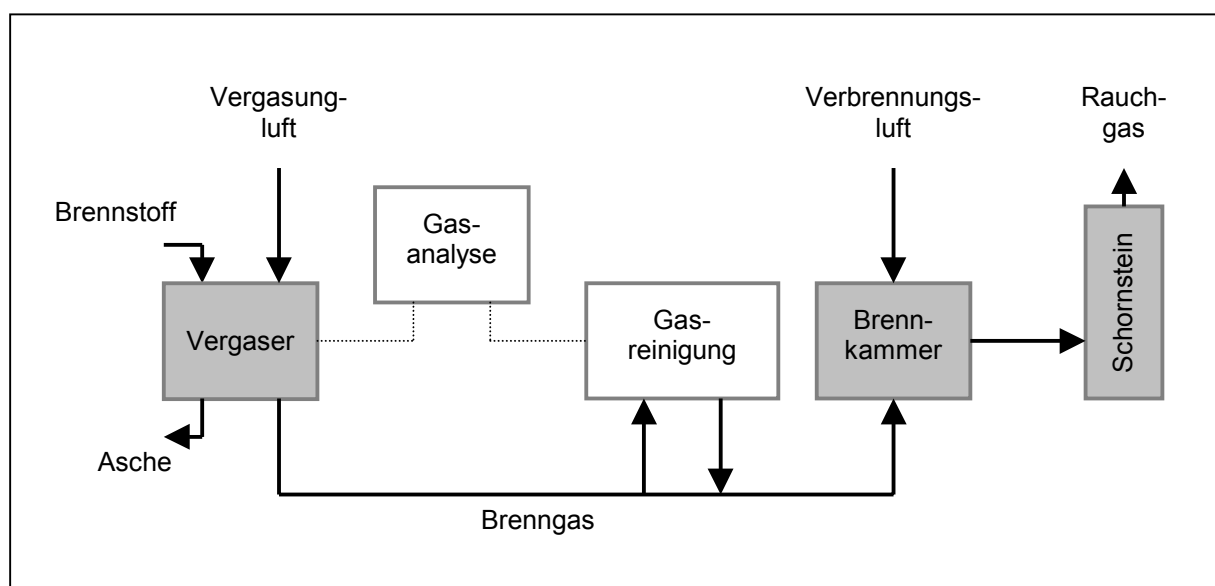 Vergasung-
luft
Verbrennungs-
luft
Rauch-
gas
Brennstoff
Gas-
analyse
Vergaser
Gas-
reinigung
Brenn-
kammer
Schornstein
Asche
Brenngas